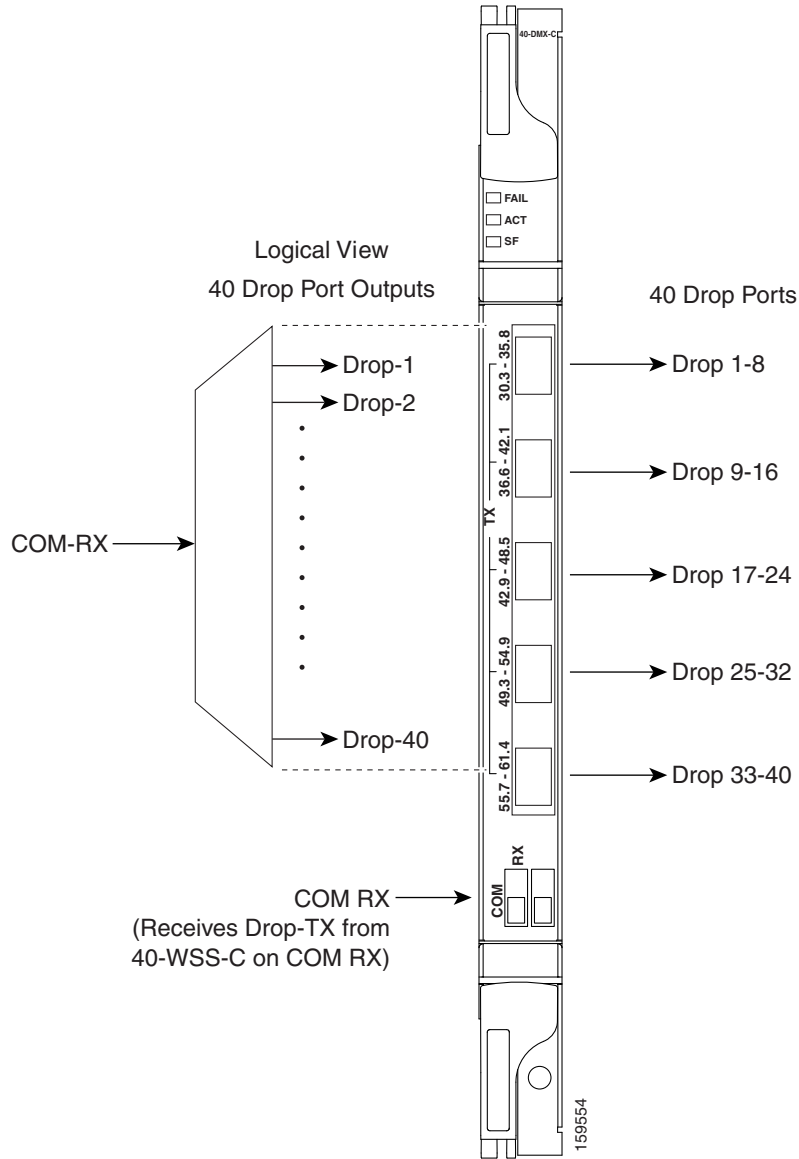 40-DMX-C
FAIL
ACT
SF
Logical View
40 Drop Port Outputs
40 Drop Ports
Drop-1
Drop-2
Drop-40
COM-RX
30.3 - 35.8
36.6 - 42.1
42.9 - 48.5
49.3 - 54.9
55.7 - 61.4
TX
Drop 1-8
Drop 9-16
Drop 17-24
Drop 25-32
Drop 33-40
RX
COM
COM RX
(Receives Drop-TX from
40-WSS-C on COM RX)
159554